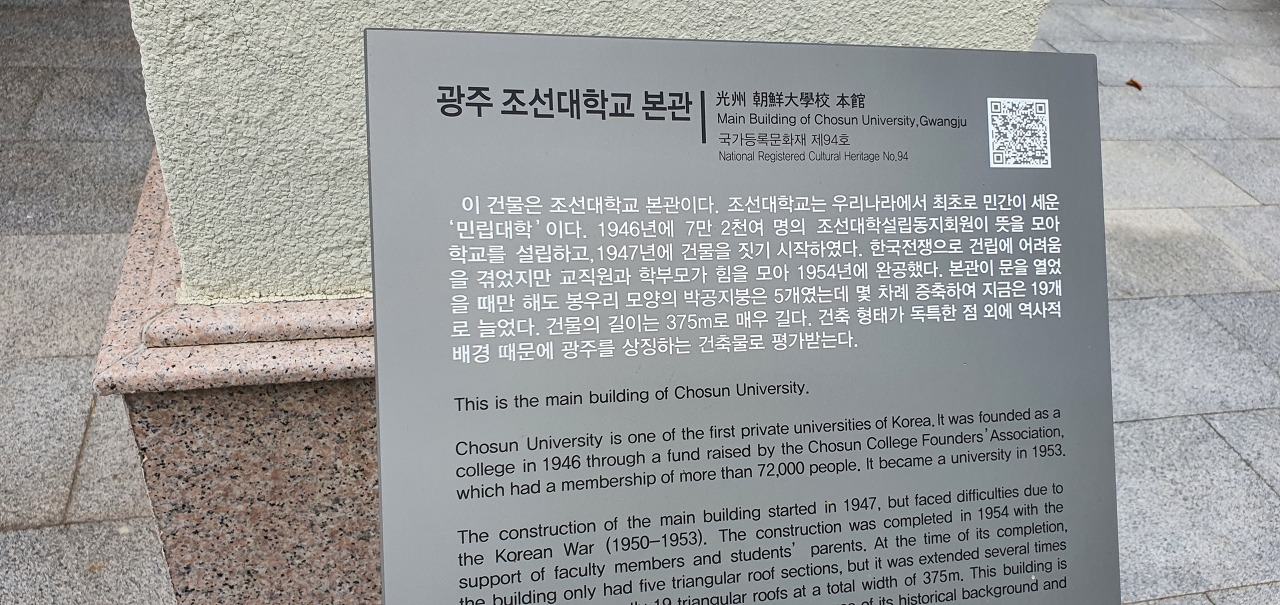 광주 조선대학교 본관
光州 朝鮮大學校 本館
Main Building of Chosun University,Gwangju
국가등록문화재 제94호
National Registered Cultural Heritage No.94
이 건물은 조선대학교 본관이다. 조선대학교는 우리나라에서 최초로 민간이 세운
‘민립대학’이다. 1946년에 7만 2천여 명의 조선대학설립동지회원이 뜻을 모아
학교를 설립하고,1947년에 건물을 짓기 시작하였다. 한국전쟁으로 건립에 어려움
을 겪었지만 교직원과 학부모가 힘을 모아 1954년에 완공했다. 본관이 문을 열었
을 때만 해도 봉우리 모양의 박공지붕은 5개였는데 몇 차례 증축하여 지금은 19개
로 늘었다. 건물의 길이는 375m로 매우 길다. 건축 형태가 독특한 점 외에 역사적
배경 때문에 광주를 상징하는 건축물로 평가받는다.
This is the main building of Chosun University.
Chosun University is one of the first private universities of Korea. It was founded as a
college in 1946 through a fund raised by the Chosun College Founders’ Association,
which had a membership of more than 72,000 people. It became a university in 1953.
The construction of the main building started in 1947, but faced difficulties due to
the Korean War (1950–1953). The construction was completed in 1954 with the
support of faculty members and students’ parents. At the time of its completion,
the building only had five triangular roof sections, but it was extended several times
19 triangular roofs at a total width of 375m. This building is
of its historical background and